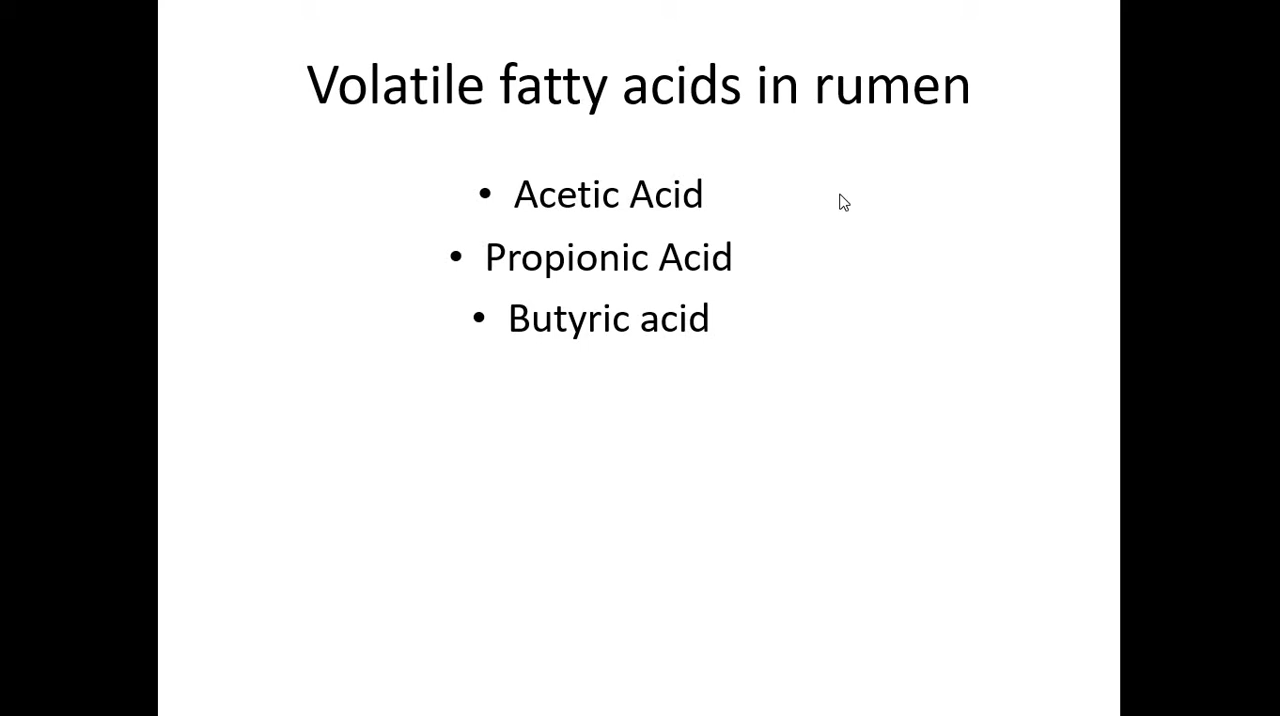 Volatile fatty acids in rumen
• Acetic Acid
• Propionic Acid
• Butyric acid